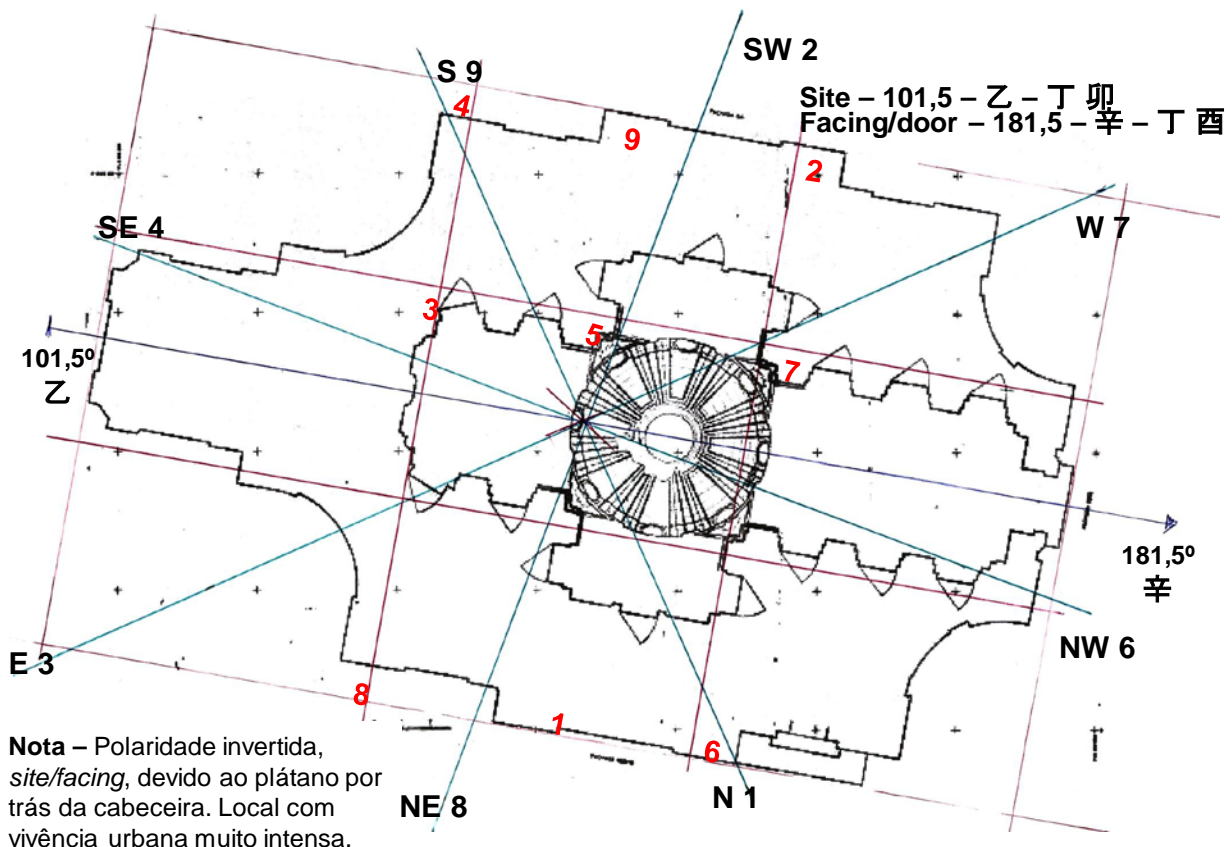 SW 2
S 9
4
Site – 101,5 – 乙 – 丁 卯
Facing/door – 181,5 – 辛 – 丁 酉
9
2
W 7
SE 4
3
5
7
101,5º
乙
181,5º
辛
NW 6
E 3
8
1
6
N 1
NE 8
Nota – Polaridade invertida,
site/facing, devido ao plátano por
trás da cabeceira. Local com
vivência urbana muito intensa.